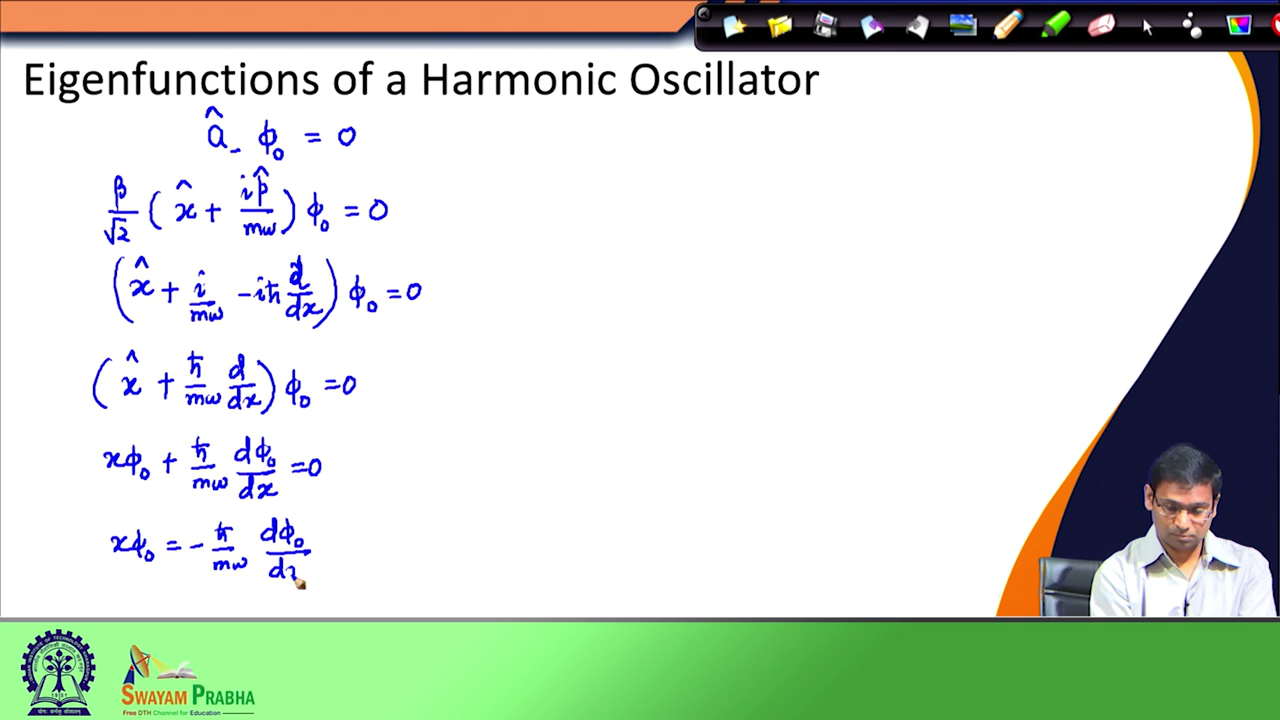 Eigenfunctions of a Harmonic Oscillator
â₋ ϕ₀ = 0
β/√2 ( x̂ + ip̂/mω ) ϕ₀ = 0
( x̂ + i/mω -iħ d/dx ) ϕ₀ = 0
( x̂ + ħ/mω d/dx ) ϕ₀ = 0
xϕ₀ + ħ/mω dϕ₀/dx = 0
xϕ₀ = - ħ/mω dϕ₀/dx
SWAYAM PRABHA
Free DTH Channel for Education